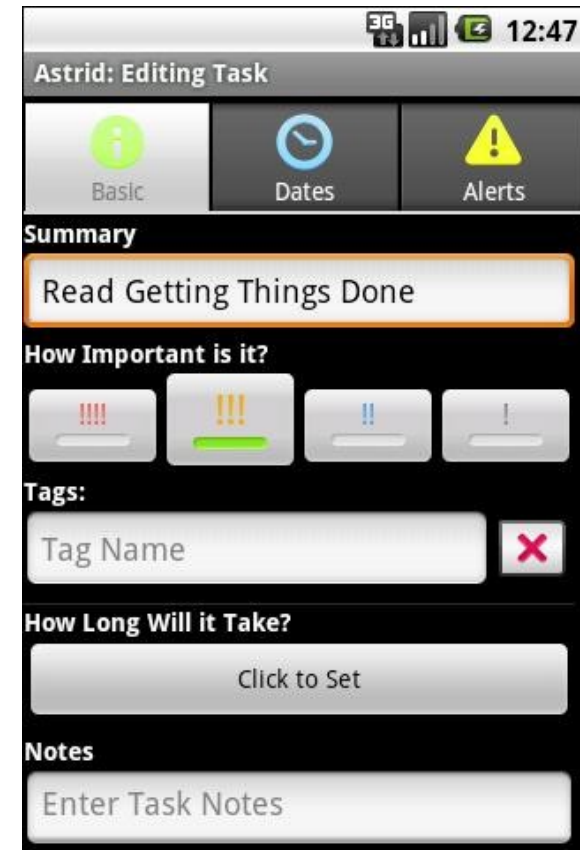 3G 12:47
Astrid: Editing Task
Basic Dates Alerts
Summary
Read Getting Things Done
How Important is it?
!!!! !!! !! !
Tags:
Tag Name
How Long Will it Take?
Click to Set
Notes
Enter Task Notes